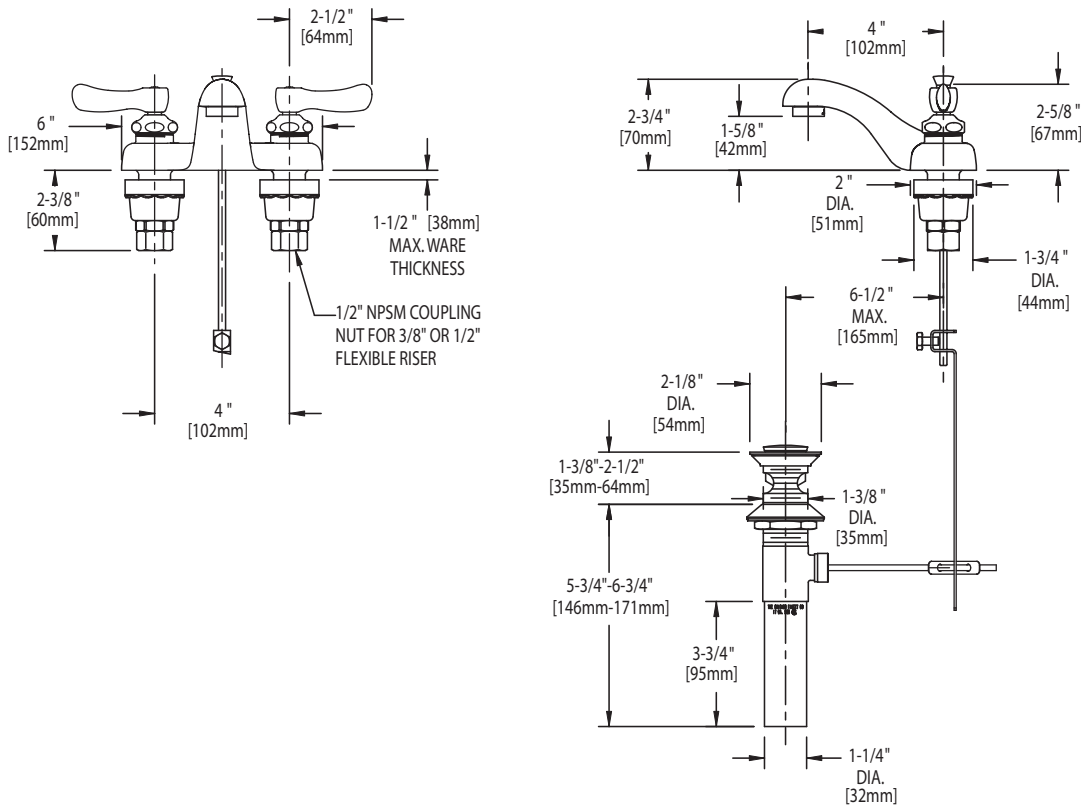 2-1/2"
[64mm]
6"
[152mm]
2-3/8"
[60mm]
1-1/2" [38mm]
MAX. WARE
THICKNESS
1/2" NPSM COUPLING
NUT FOR 3/8" OR 1/2"
FLEXIBLE RISER
4"
[102mm]
4"
[102mm]
2-3/4"
[70mm]
1-5/8"
[42mm]
2-5/8"
[67mm]
2"
DIA.
[51mm]
1-3/4"
DIA.
[44mm]
6-1/2"
MAX.
[165mm]
2-1/8"
DIA.
[54mm]
1-3/8"-2-1/2"
[35mm-64mm]
1-3/8"
DIA.
[35mm]
5-3/4"-6-3/4"
[146mm-171mm]
3-3/4"
[95mm]
1-1/4"
DIA.
[32mm]